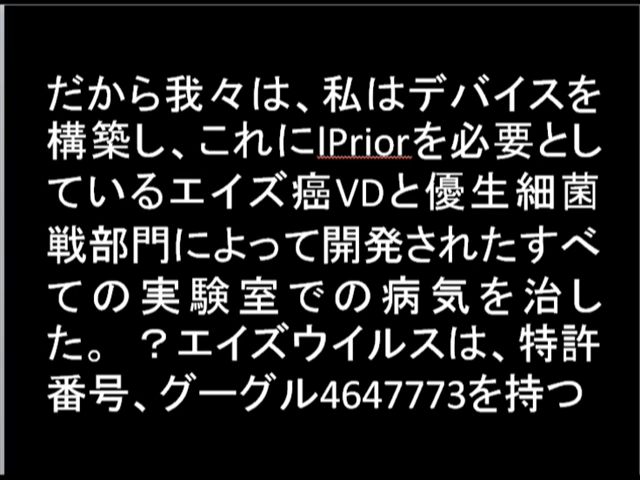 だから我々は、私はデバイスを
構築し、これにlPriorを必要とし
ているエイズ癌VDと優生細菌
戦部門によって開発されたすべ
ての実験室での病気を治し
た。 ？エイズウイルスは、特許
番号、グーグル4647773を持つ